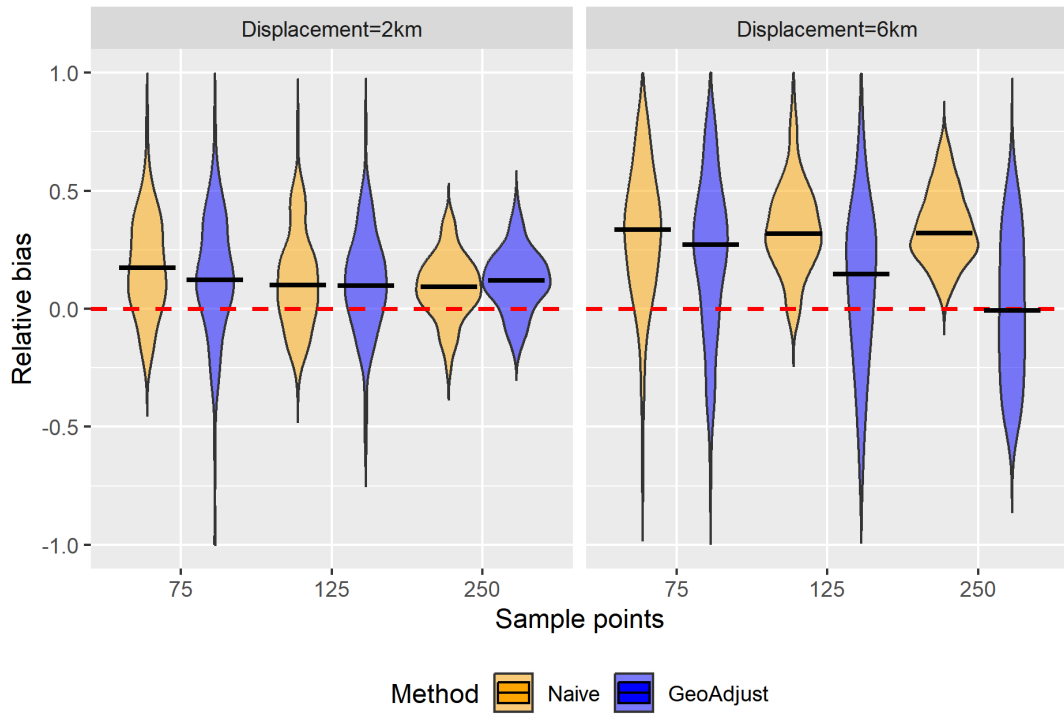 Displacement=2km Displacement=6km
1.0
0.5
0.0
-0.5
-1.0
Relative bias
75 125 250 75 125 250
Sample points
Method Naive GeoAdjust